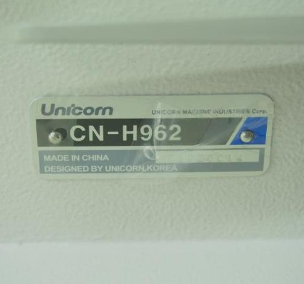 Unicorn
UNICORN MACHINE INDUSTRIES Corp.
CN-H962
MADE IN CHINA
DESIGNED BY UNICORN.KOREA